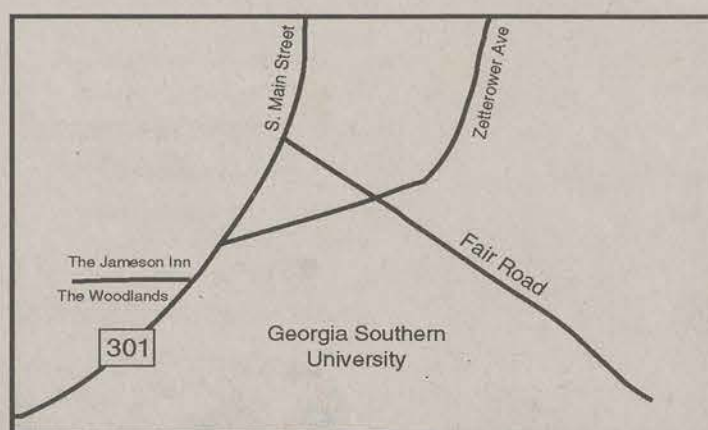 S. Main Street
Zetterower Ave
Fair Road
The Jameson Inn
The Woodlands
301
Georgia Southern
University